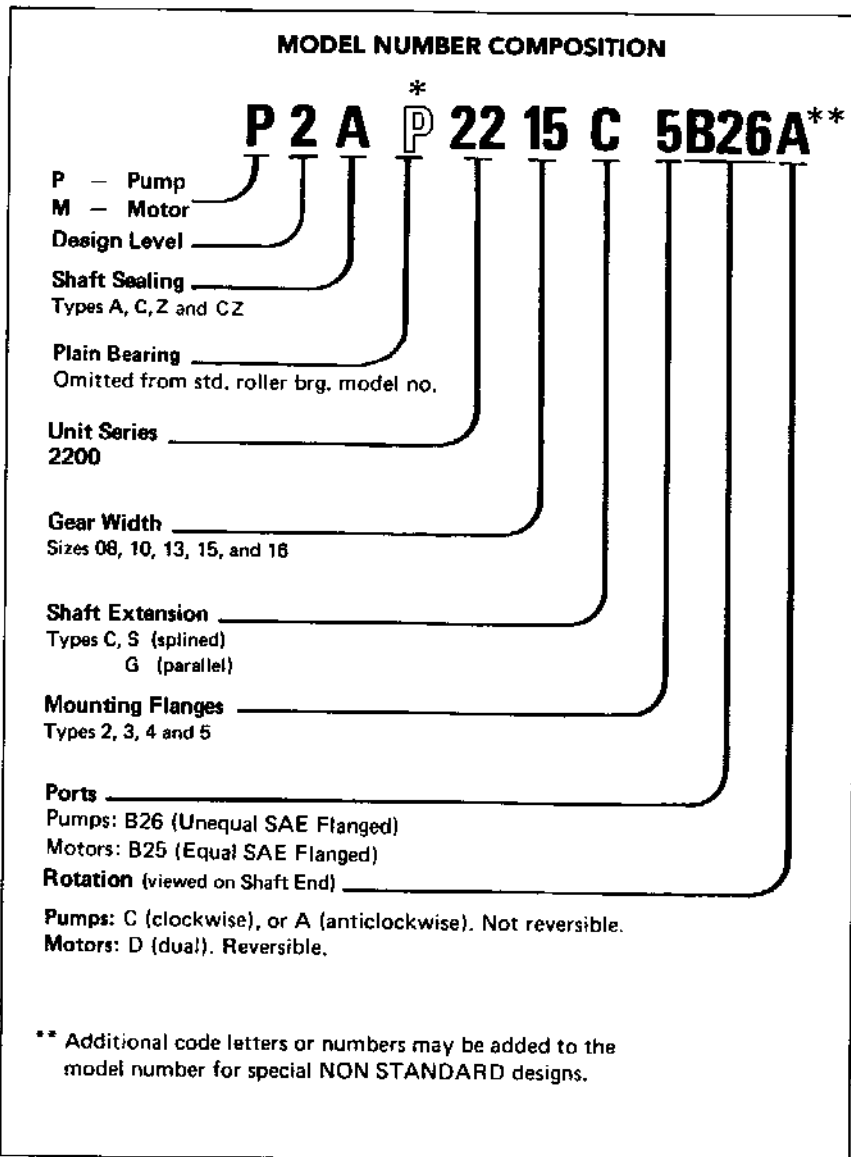 MODEL NUMBER COMPOSITION
*
P 2 A P 22 15 C 5B26A**
P – Pump
M – Motor
Design Level
Shaft Sealing
Types A, C, Z and CZ
Plain Bearing
Omitted from std. roller brg. model no.
Unit Series
2200
Gear Width
Sizes 08, 10, 13, 15, and 16
Shaft Extension
Types C, S (splined)
G (parallel)
Mounting Flanges
Types 2, 3, 4 and 5
Ports
Pumps: B26 (Unequal SAE Flanged)
Motors: B25 (Equal SAE Flanged)
Rotation (viewed on Shaft End)
Pumps: C (clockwise), or A (anticlockwise). Not reversible.
Motors: D (dual). Reversible.
** Additional code letters or numbers may be added to the
model number for special NON STANDARD designs.